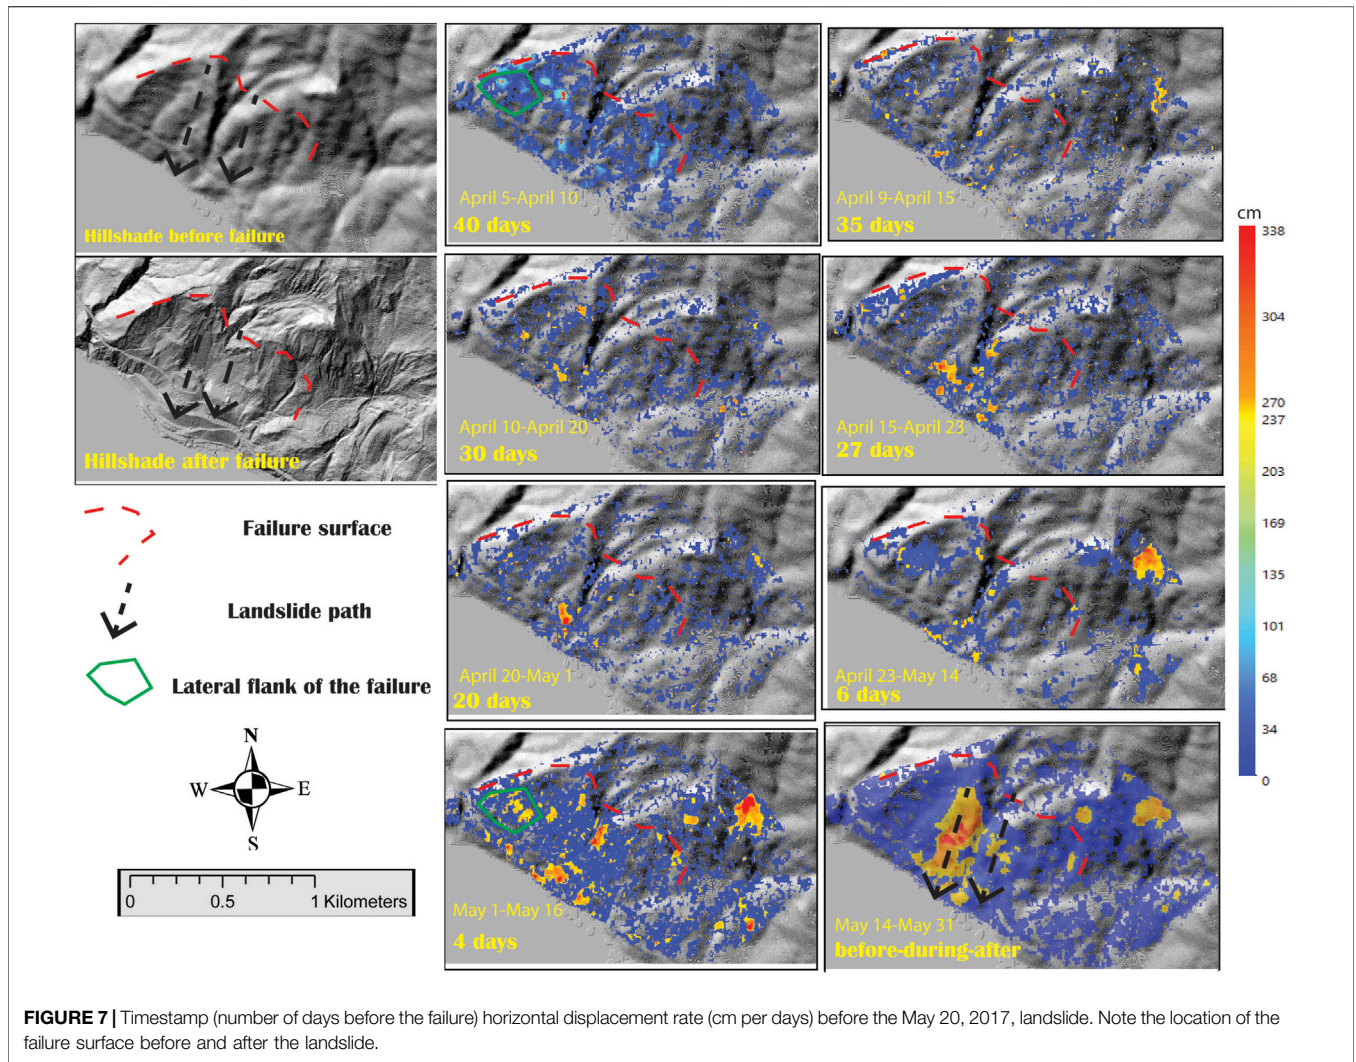 Hillshade before failure
April 5-April 10
40 days
April 9-April 15
35 days
Hillshade after failure
April 10-April 20
30 days
April 15-April 23
27 days
Failure surface
Landslide path
Lateral flank of the failure
April 20-May 1
20 days
April 23-May 14
6 days
N
W
E
S
0
0.5
1 Kilometers
May 1-May 16
4 days
May 14-May 31
before-during-after
cm
338
304
270
237
203
169
135
101
68
34
0
FIGURE 7 | Timestamp (number of days before the failure) horizontal displacement rate (cm per days) before the May 20, 2017, landslide. Note the location of the
failure surface before and after the landslide.